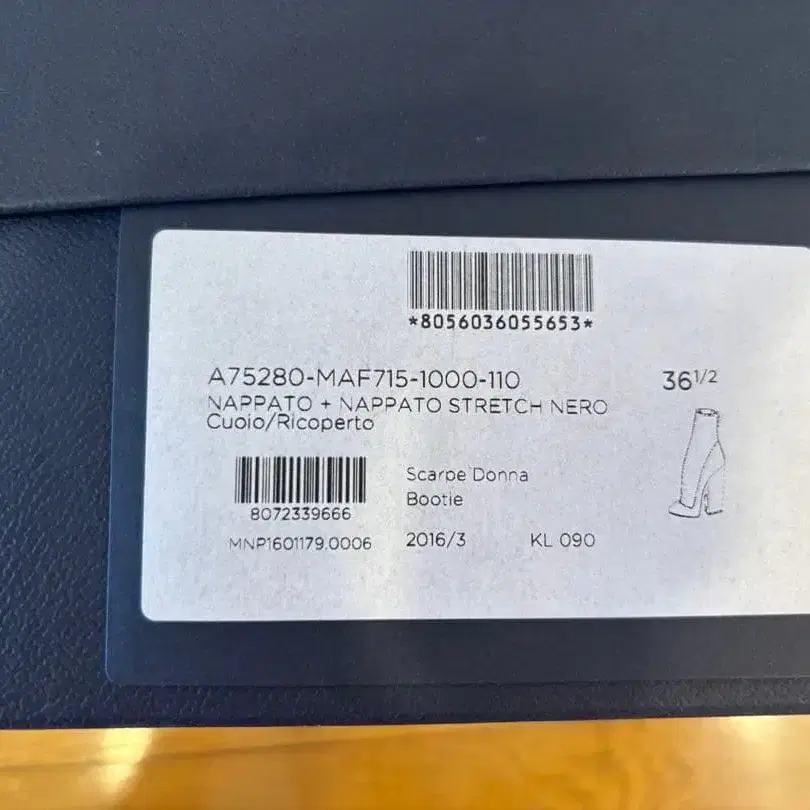 *8056036055653*
A75280-MAF715-1000-110
36 1/2
NAPPATO + NAPPATO STRETCH NERO
Cuoio/Ricoperto
8072339666
MNP1601179.0006
Scarpe Donna
Bootie
2016/3
KL 090